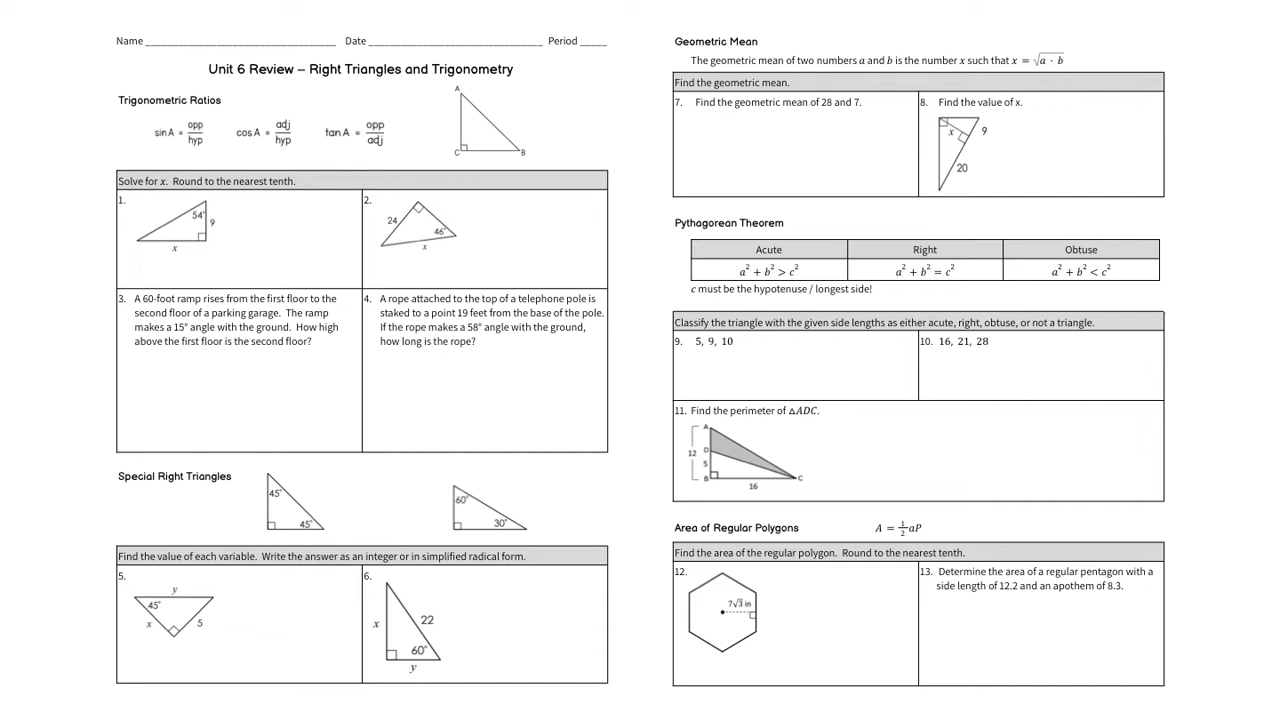 Name ________________________________ Date _____________________________ Period _____
Unit 6 Review – Right Triangles and Trigonometry
Trigonometric Ratios
sin A = opp/hyp cos A = adj/hyp tan A = opp/adj
A
C B
Solve for x. Round to the nearest tenth.
1.
54°
9
x
2.
24
46°
x
3. A 60-foot ramp rises from the first floor to the
second floor of a parking garage. The ramp
makes a 15° angle with the ground. How high
above the first floor is the second floor?
4. A rope attached to the top of a telephone pole is
staked to a point 19 feet from the base of the pole.
If the rope makes a 58° angle with the ground,
how long is the rope?
Special Right Triangles
45°
45°
60°
30°
Find the value of each variable. Write the answer as an integer or in simplified radical form.
5.
y
45°
x 5
6.
x 22
60°
y
Geometric Mean
The geometric mean of two numbers a and b is the number x such that x = √(a · b)
Find the geometric mean.
7. Find the geometric mean of 28 and 7.
8. Find the value of x.
x 9
20
Pythagorean Theorem
Acute Right Obtuse
a² + b² > c² a² + b² = c² a² + b² < c²
c must be the hypotenuse / longest side!
Classify the triangle with the given side lengths as either acute, right, obtuse, or not a triangle.
9. 5, 9, 10
10. 16, 21, 28
11. Find the perimeter of △ADC.
A
12 D
5
B C
16
Area of Regular Polygons A = ½aP
Find the area of the regular polygon. Round to the nearest tenth.
12.
7√3 in
13. Determine the area of a regular pentagon with a
side length of 12.2 and an apothem of 8.3.